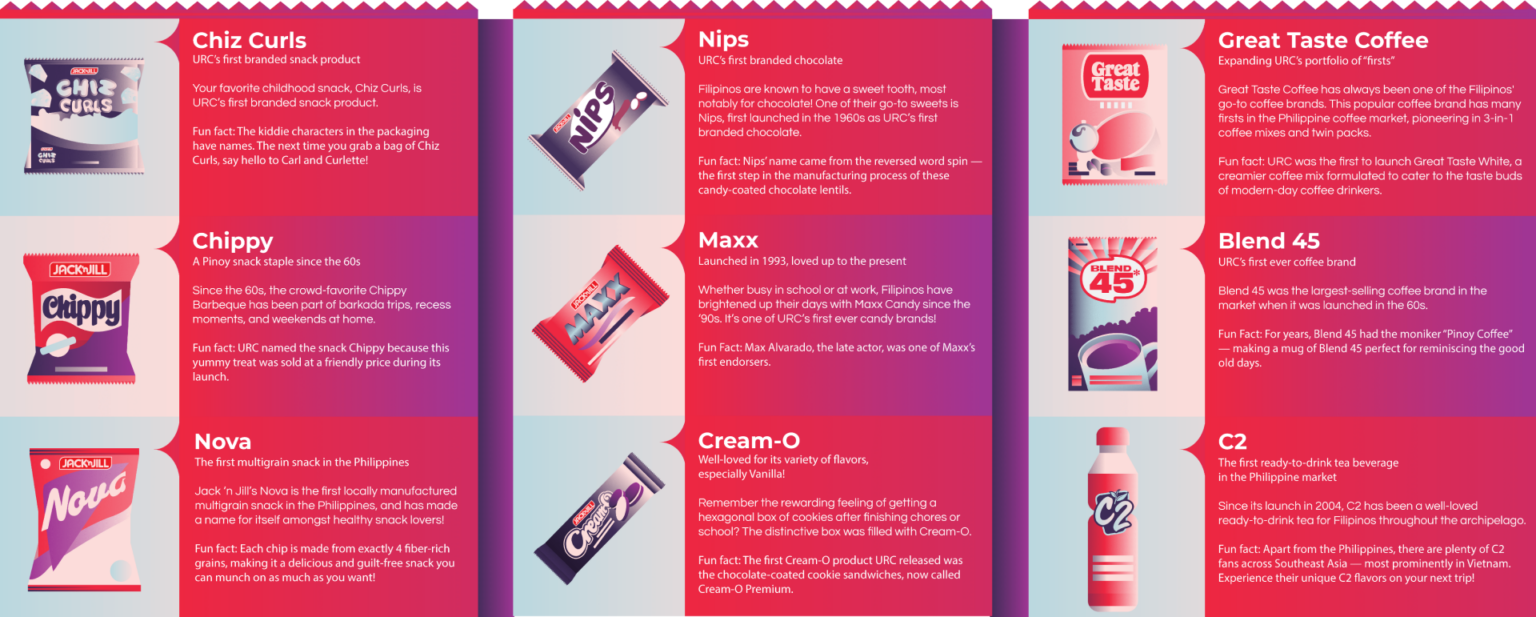 JACK'nJILL
CHIZ
CURLS
CHIZ
CURLS
Chiz Curls
URC's first branded snack product
Your favorite childhood snack, Chiz Curls, is
URC's first branded snack product.
Fun fact: The kiddie characters in the packaging
have names. The next time you grab a bag of Chiz
Curls, say hello to Carl and Curlette!
JACK'nJILL
Chippy
Chippy
A Pinoy snack staple since the 60s
Since the 60s, the crowd-favorite Chippy
Barbeque has been part of barkada trips, recess
moments, and weekends at home.
Fun fact: URC named the snack Chippy because this
yummy treat was sold at a friendly price during its
launch.
JACK'nJILL
Nova
Nova
The first multigrain snack in the Philippines
Jack 'n Jill's Nova is the first locally manufactured
multigrain snack in the Philippines, and has made
a name for itself amongst healthy snack lovers!
Fun fact: Each chip is made from exactly 4 fiber-rich
grains, making it a delicious and guilt-free snack you
can munch on as much as you want!
JACK'nJILL
NIPS
Nips
URC's first branded chocolate
Filipinos are known to have a sweet tooth, most
notably for chocolate! One of their go-to sweets is
Nips, first launched in the 1960s as URC's first
branded chocolate.
Fun fact: Nips' name came from the reversed word spin —
the first step in the manufacturing process of these
candy-coated chocolate lentils.
JACK'nJILL
MAXX
Maxx
Launched in 1993, loved up to the present
Whether busy in school or at work, Filipinos have
brightened up their days with Maxx Candy since the
'90s. It's one of URC's first ever candy brands!
Fun Fact: Max Alvarado, the late actor, was one of Maxx's
first endorsers.
JACK'nJILL
Cream O
Cream-O
Well-loved for its variety of flavors,
especially Vanilla!
Remember the rewarding feeling of getting a
hexagonal box of cookies after finishing chores or
school? The distinctive box was filled with Cream-O.
Fun fact: The first Cream-O product URC released was
the chocolate-coated cookie sandwiches, now called
Cream-O Premium.
Great
Taste
Great Taste Coffee
Expanding URC's portfolio of "firsts"
Great Taste Coffee has always been one of the Filipinos'
go-to coffee brands. This popular coffee brand has many
firsts in the Philippine coffee market, pioneering in 3-in-1
coffee mixes and twin packs.
Fun fact: URC was the first to launch Great Taste White, a
creamier coffee mix formulated to cater to the taste buds
of modern-day coffee drinkers.
BLEND
45*
Blend 45
URC's first ever coffee brand
Blend 45 was the largest-selling coffee brand in the
market when it was launched in the 60s.
Fun Fact: For years, Blend 45 had the moniker "Pinoy Coffee"
— making a mug of Blend 45 perfect for reminiscing the good
old days.
C2
C2
The first ready-to-drink tea beverage
in the Philippine market
Since its launch in 2004, C2 has been a well-loved
ready-to-drink tea for Filipinos throughout the archipelago.
Fun fact: Apart from the Philippines, there are plenty of C2
fans across Southeast Asia — most prominently in Vietnam.
Experience their unique C2 flavors on your next trip!